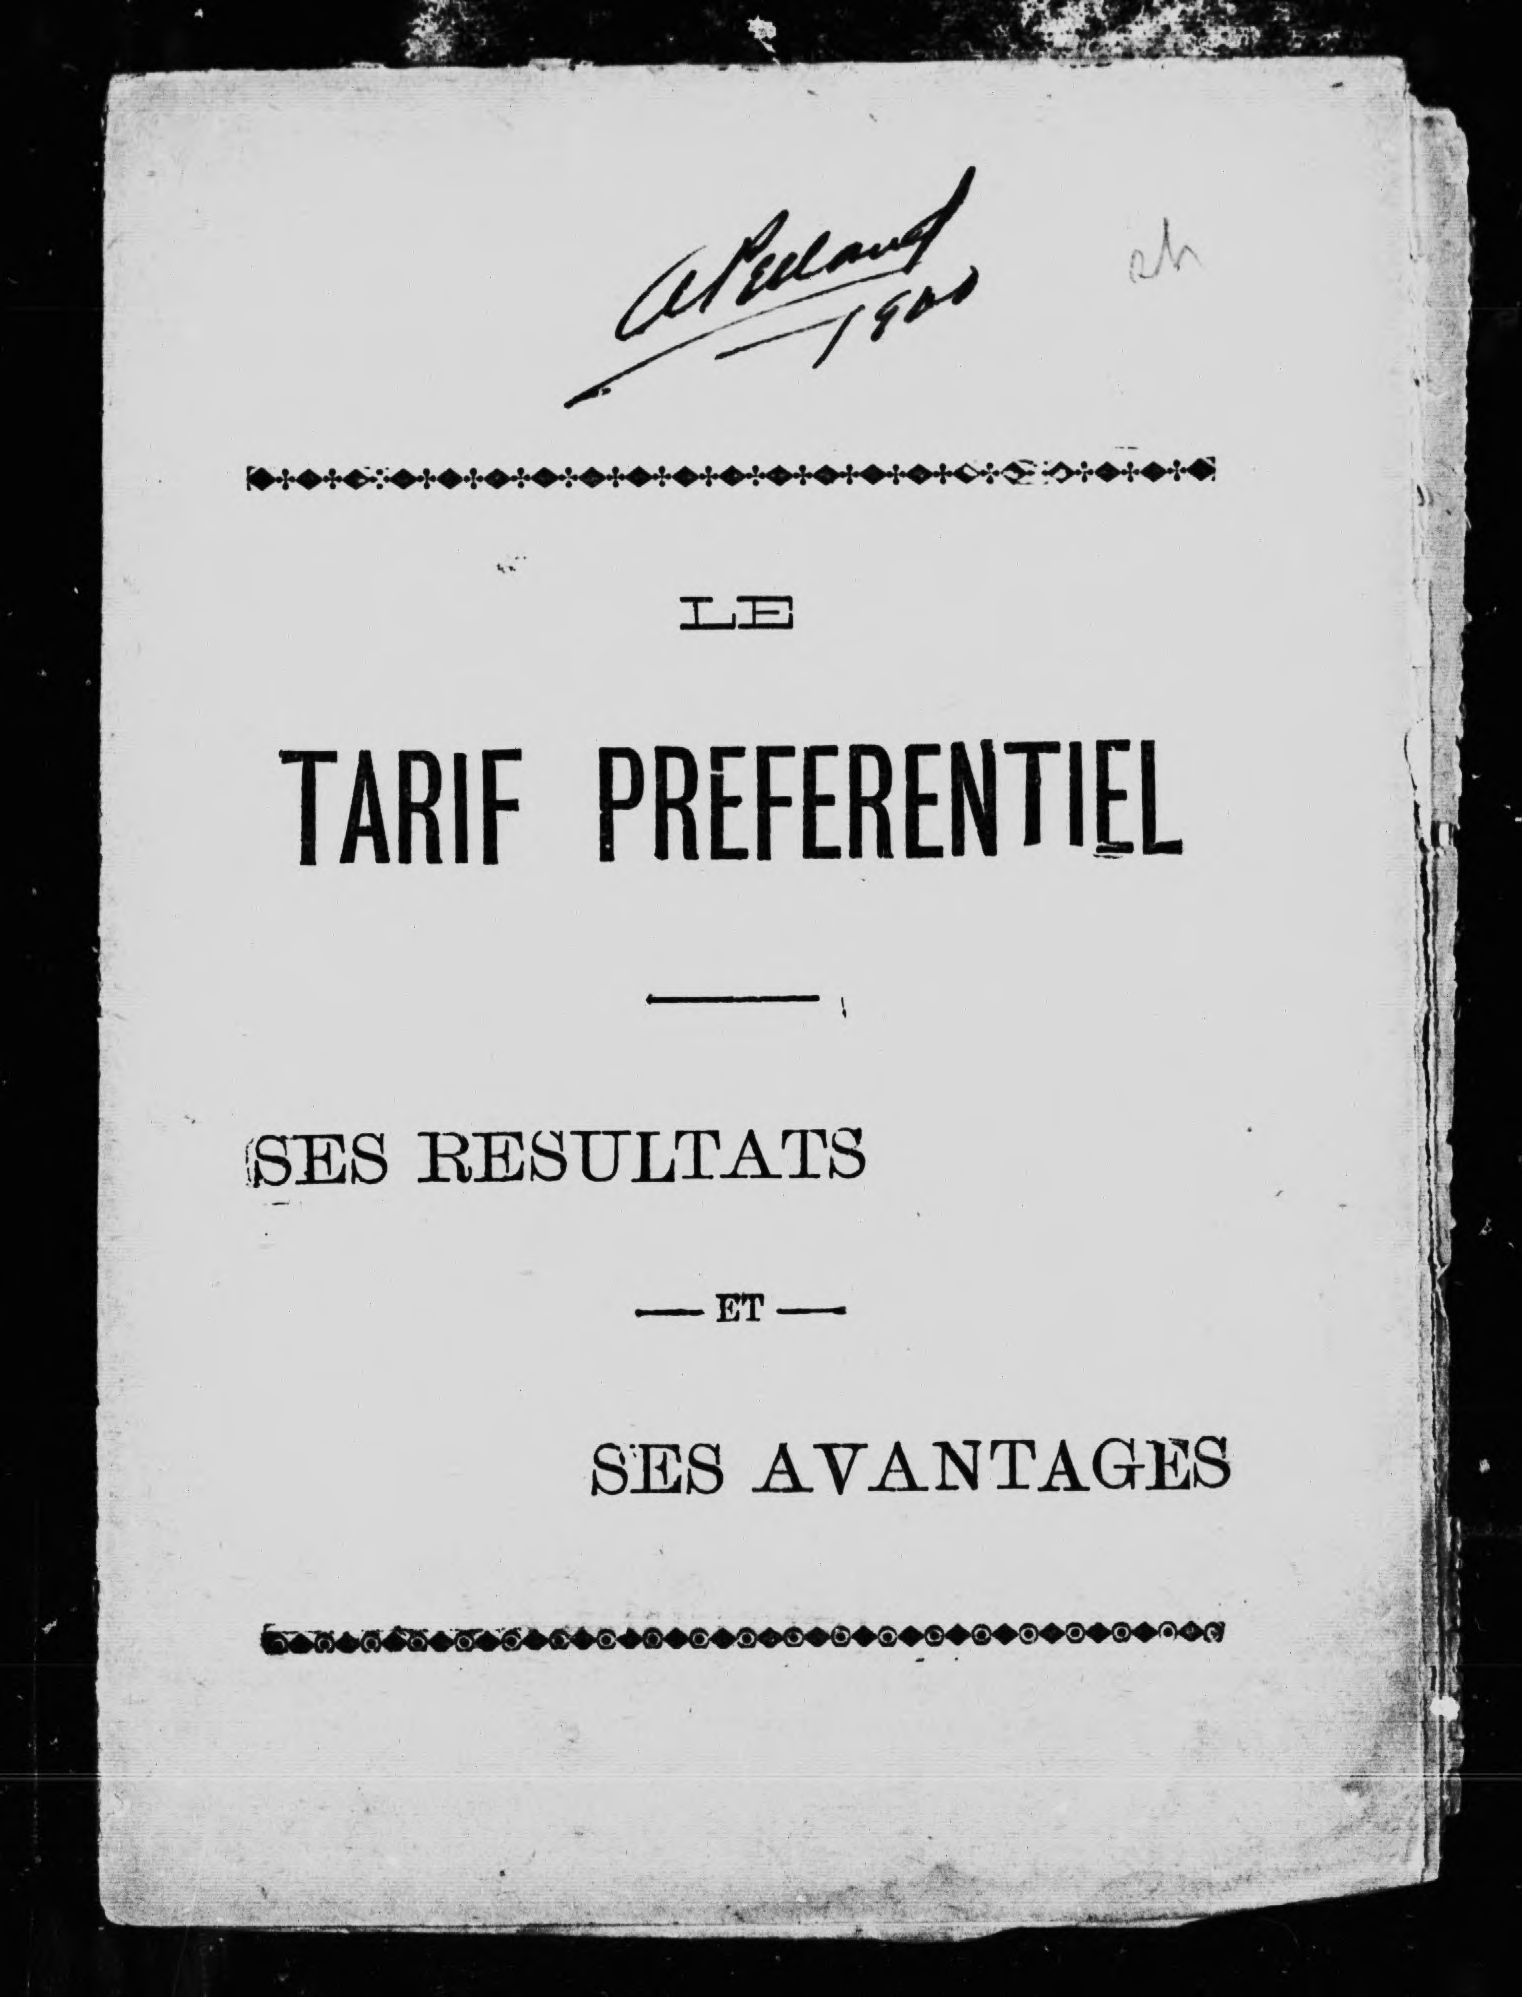 1900
LE
TARIF PREFERENTIEL
SES RESULTATS
— ET —
SES AVANTAGES